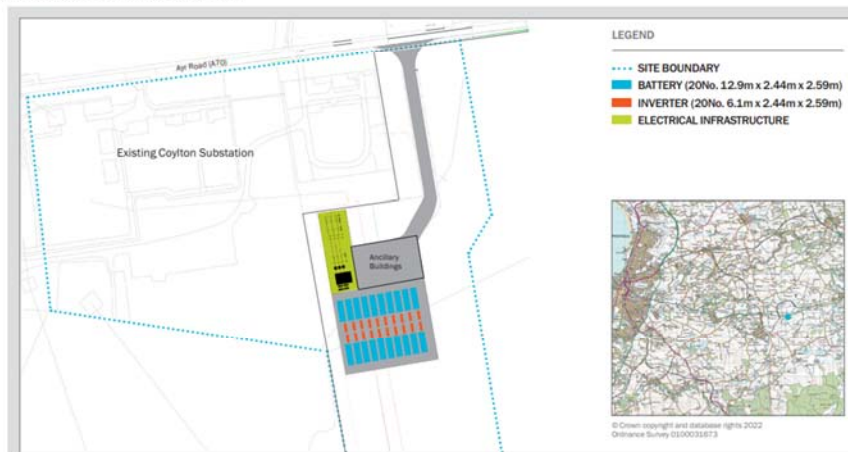 Ayr Road (A70)
Existing Coylton Substation
Ancillary
Buildings
LEGEND
SITE BOUNDARY
BATTERY (20No. 12.9m x 2.44m x 2.59m)
INVERTER (20No. 6.1m x 2.44m x 2.59m)
ELECTRICAL INFRASTRUCTURE
© Crown copyright and database rights 2022
Ordnance Survey 0100031673